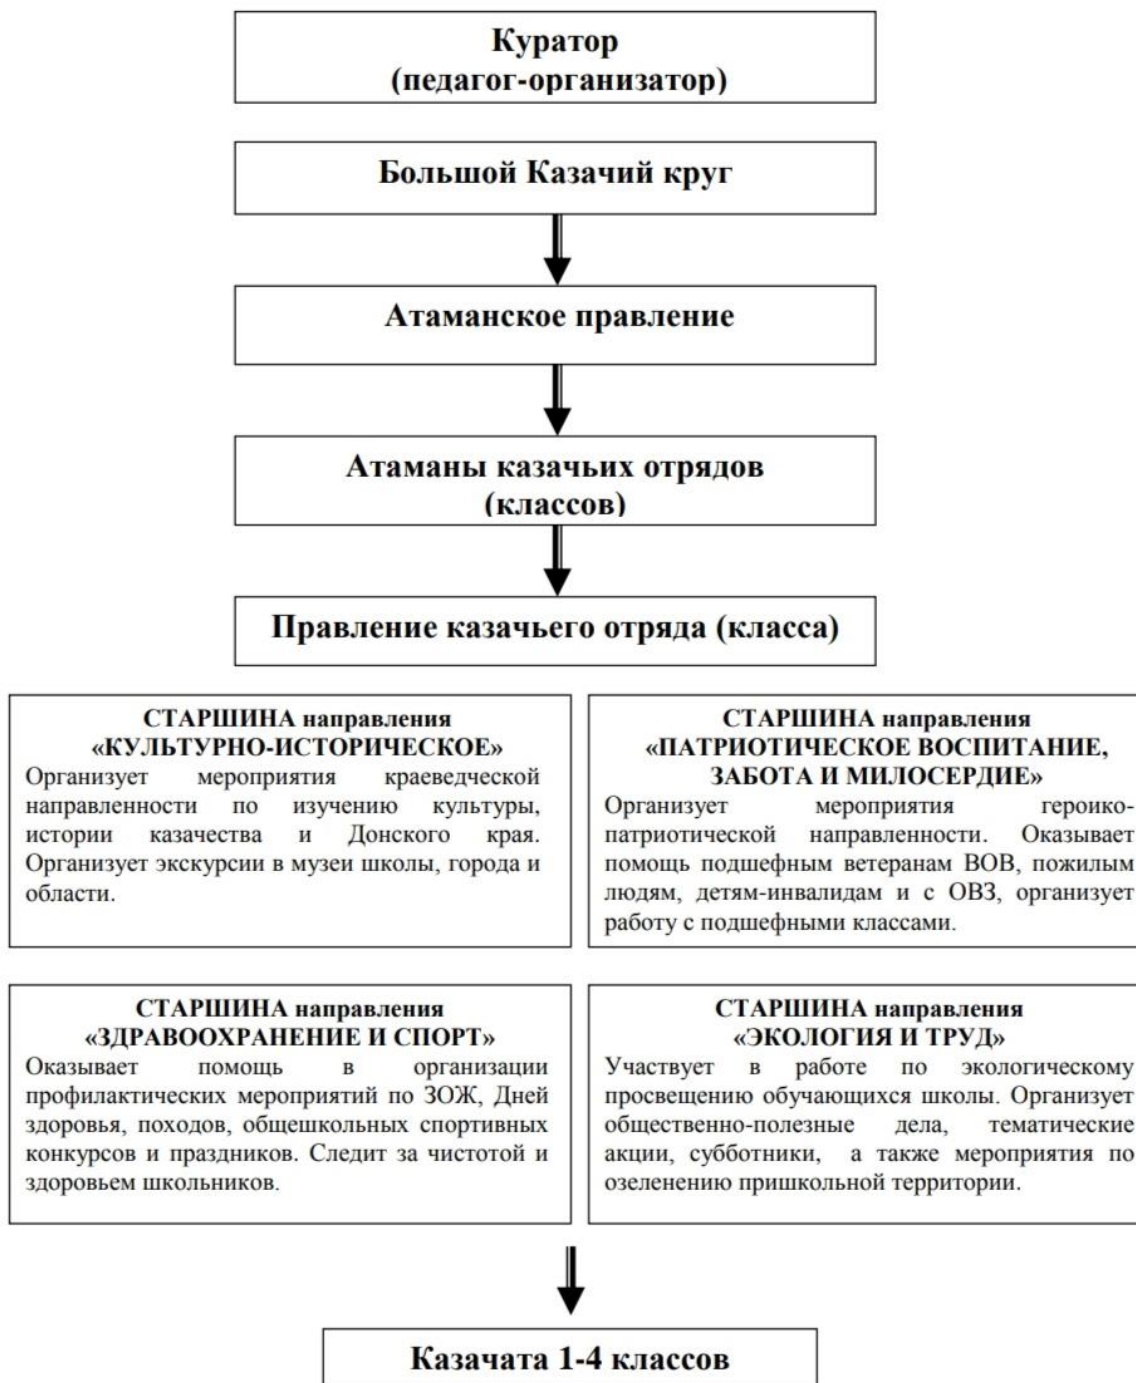 Куратор
(педагог-организатор)
Большой Казачий круг
Атаманское правление
Атаманы казачьих отрядов
(классов)
Правление казачьего отряда (класса)
СТАРШИНА направления
«КУЛЬТУРНО-ИСТОРИЧЕСКОЕ»
Организует мероприятия краеведческой
направленности по изучению культуры,
истории казачества и Донского края.
Организует экскурсии в музеи школы, города и
области.
СТАРШИНА направления
«ПАТРИОТИЧЕСКОЕ ВОСПИТАНИЕ,
ЗАБОТА И МИЛОСЕРДИЕ»
Организует мероприятия героико-
патриотической направленности. Оказывает
помощь подшефным ветеранам ВОВ, пожилым
людям, детям-инвалидам и с ОВЗ, организует
работу с подшефными классами.
СТАРШИНА направления
«ЗДРАВООХРАНЕНИЕ И СПОРТ»
Оказывает помощь в организации
профилактических мероприятий по ЗОЖ, Дней
здоровья, походов, общешкольных спортивных
конкурсов и праздников. Следит за чистотой и
здоровьем школьников.
СТАРШИНА направления
«ЭКОЛОГИЯ И ТРУД»
Участвует в работе по экологическому
просвещению обучающихся школы. Организует
общественно-полезные дела, тематические
акции, субботники, а также мероприятия по
озеленению пришкольной территории.
Казачата 1-4 классов